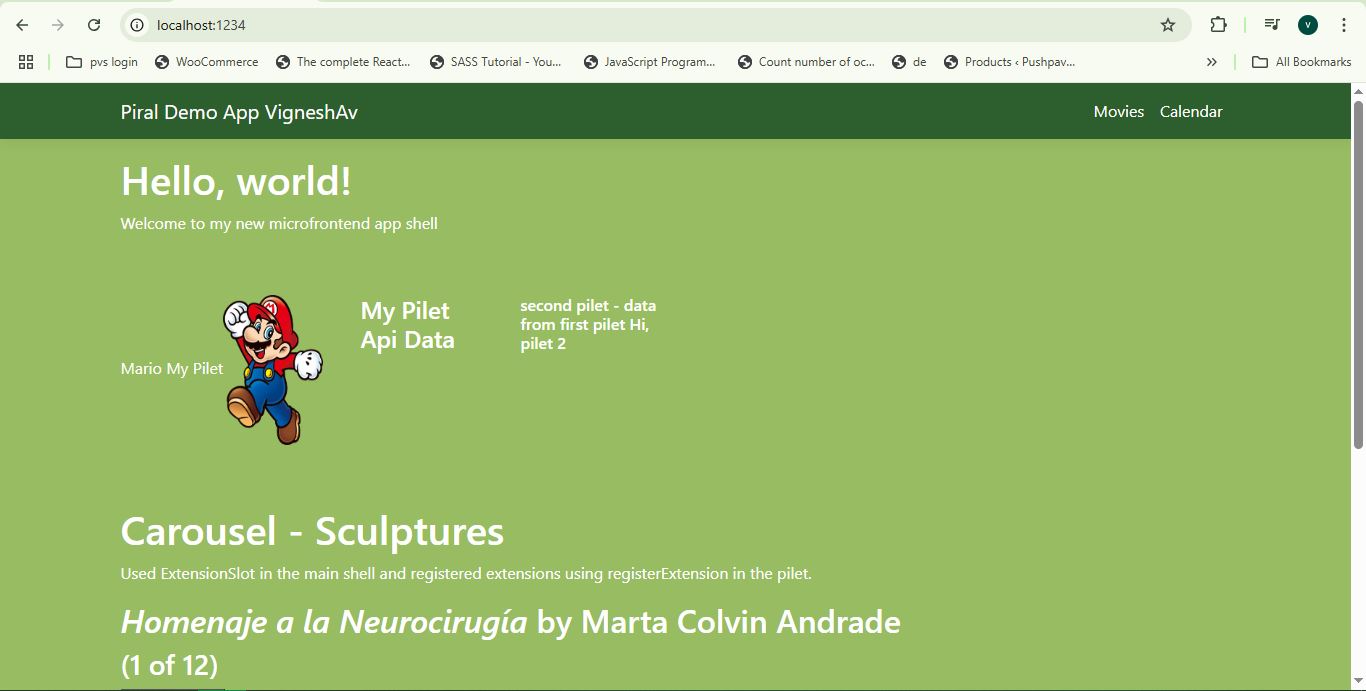 localhost:1234
V
pvs login
WooCommerce
The complete React...
SASS Tutorial - You...
JavaScript Program...
Count number of oc...
de
Products ‹ Pushpav...
»
All Bookmarks
Piral Demo App VigneshAv
Movies
Calendar
Hello, world!
Welcome to my new microfrontend app shell
Mario My Pilet
M
My Pilet
Api Data
second pilet - data
from first pilet Hi,
pilet 2
Carousel - Sculptures
Used ExtensionSlot in the main shell and registered extensions using registerExtension in the pilet.
Homenaje a la Neurocirugía by Marta Colvin Andrade
(1 of 12)